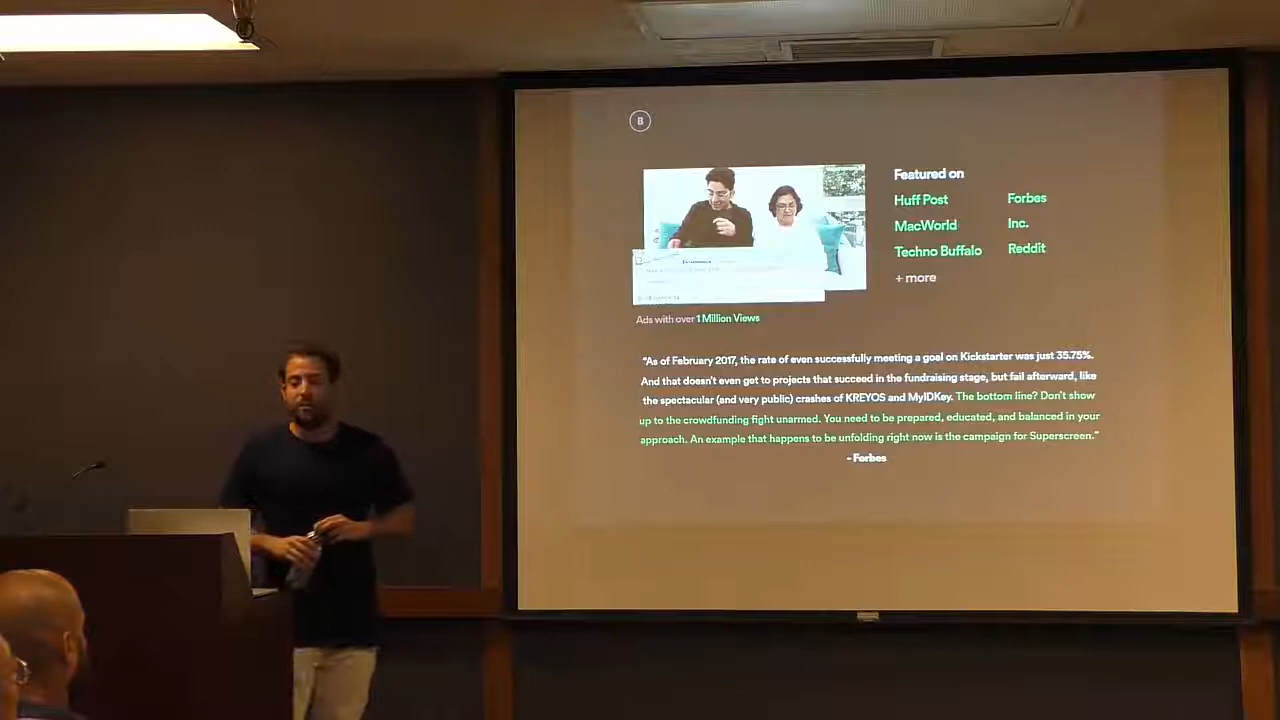 B
Featured on
Huff Post Forbes
MacWorld Inc.
Techno Buffalo Reddit
+ more
Ads with over 1 Million Views
"As of February 2017, the rate of even successfully meeting a goal on Kickstarter was just 35.75%.
And that doesn't even get to projects that succeed in the fundraising stage, but fail afterward, like
the spectacular (and very public) crashes of KREYOS and MyIDKey. The bottom line? Don't show
up to the crowdfunding fight unarmed. You need to be prepared, educated, and balanced in your
approach. An example that happens to be unfolding right now is the campaign for Superscreen."
- Forbes